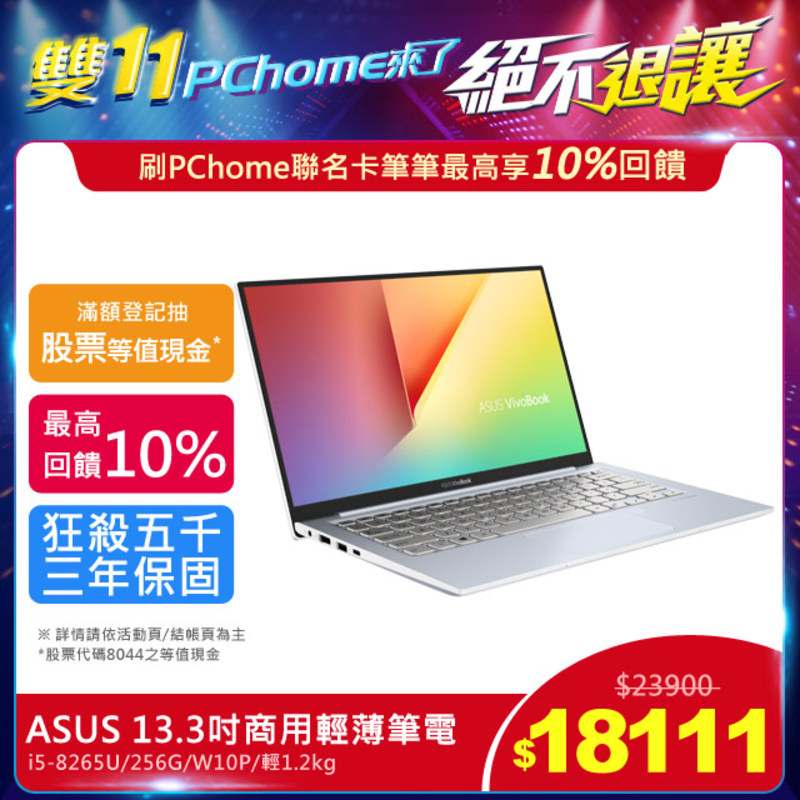 雙11PChome來了 絕不退讓
刷PChome聯名卡筆筆最高享10%回饋
滿額登記抽
股票等值現金*
最高
回饋10%
狂殺五千
三年保固
ASUS VivoBook
ASUS VivoBook
※ 詳情請依活動頁/結帳頁為主
*股票代碼8044之等值現金
$23900
ASUS 13.3吋商用輕薄筆電
$18111
i5-8265U/256G/W10P/輕1.2kg